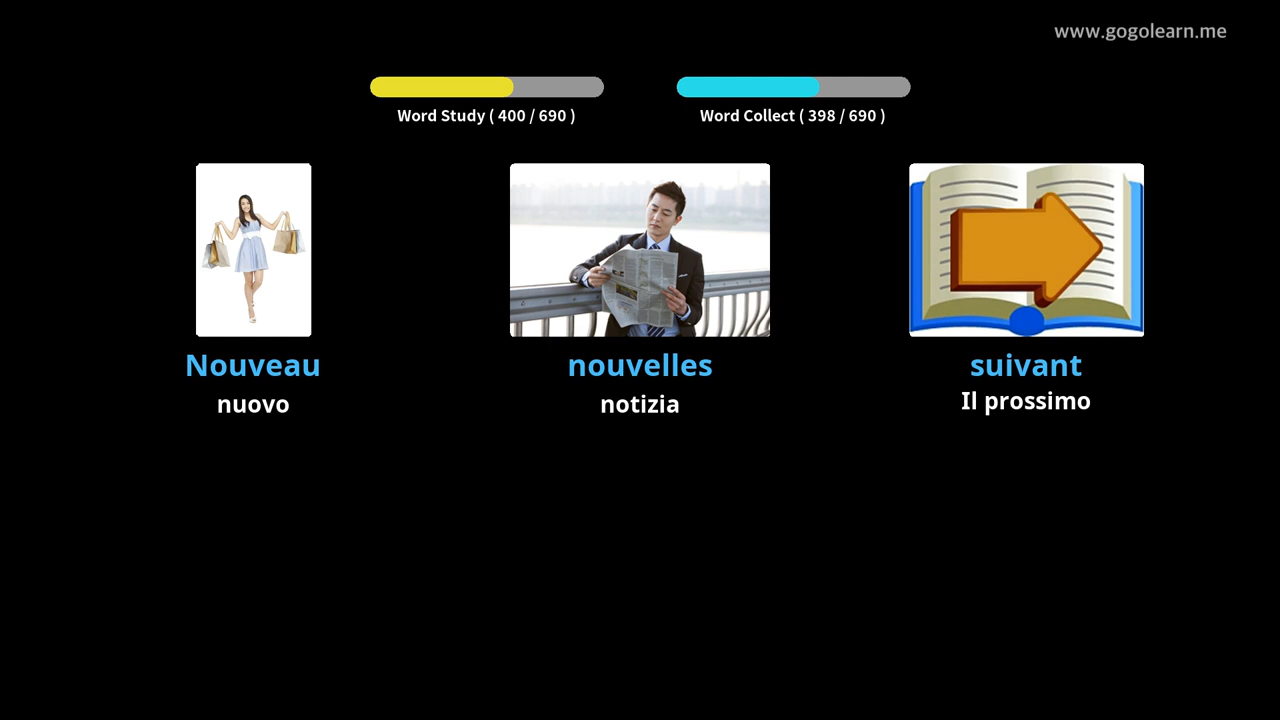 www.gogolearn.me
Word Study ( 400 / 690 )
Word Collect ( 398 / 690 )
Nouveau
nuovo
nouvelles
notizia
suivant
Il prossimo